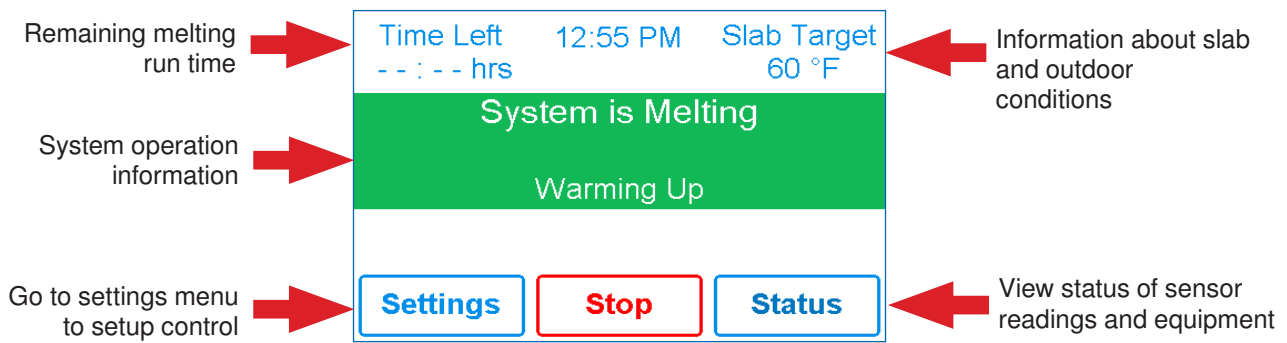 Remaining melting
run time
Time Left
- - : - - hrs
12:55 PM
Slab Target
60 °F
Information about slab
and outdoor
conditions
System operation
information
System is Melting
Warming Up
Go to settings menu
to setup control
Settings
Stop
Status
View status of sensor
readings and equipment